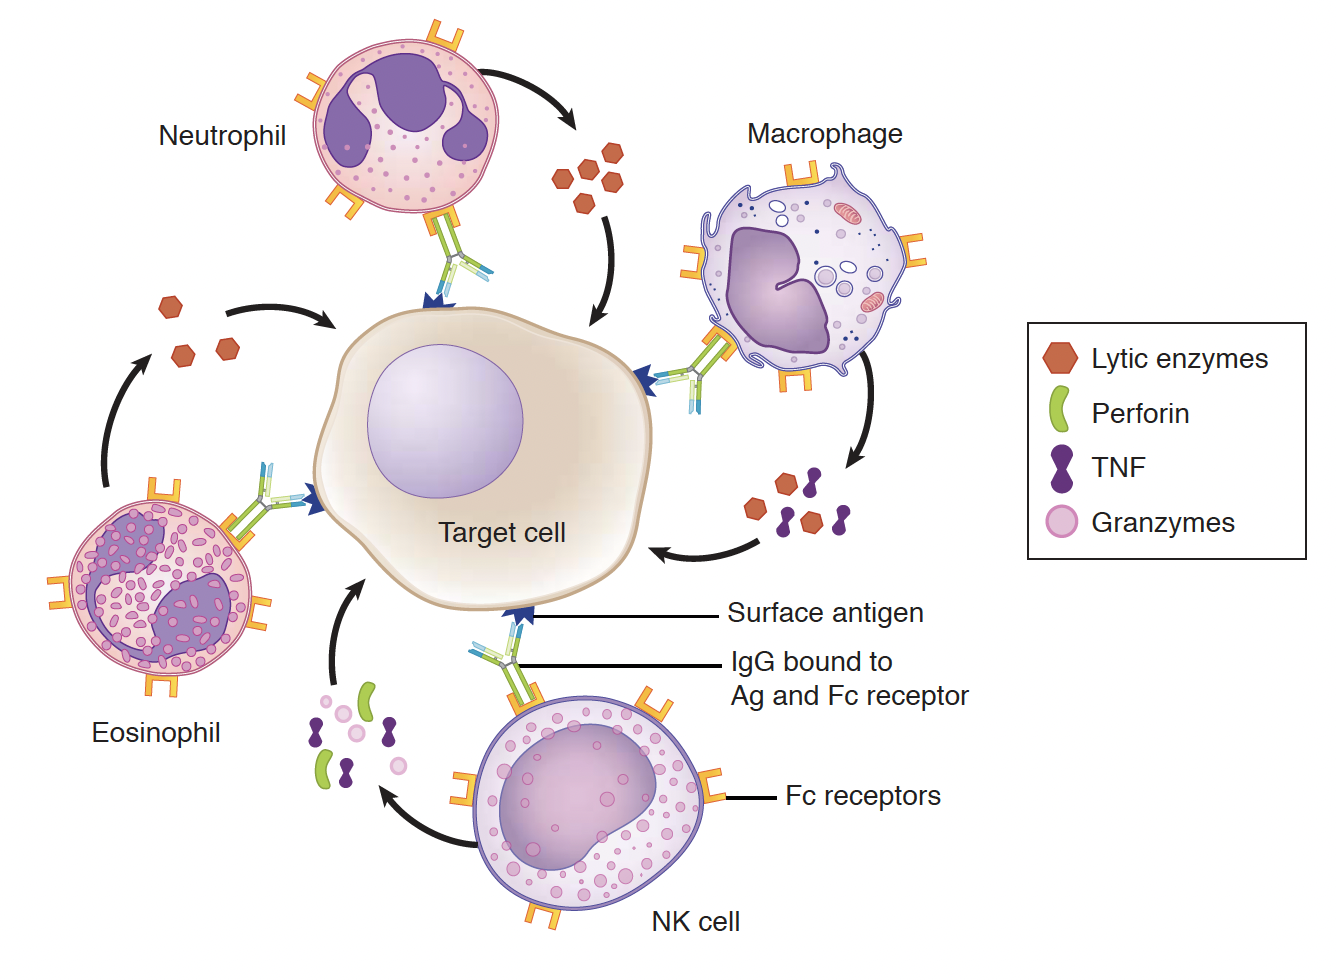 Neutrophil
Macrophage
Lytic enzymes
Perforin
TNF
Granzymes
Target cell
Surface antigen
IgG bound to
Ag and Fc receptor
Eosinophil
Fc receptors
NK cell